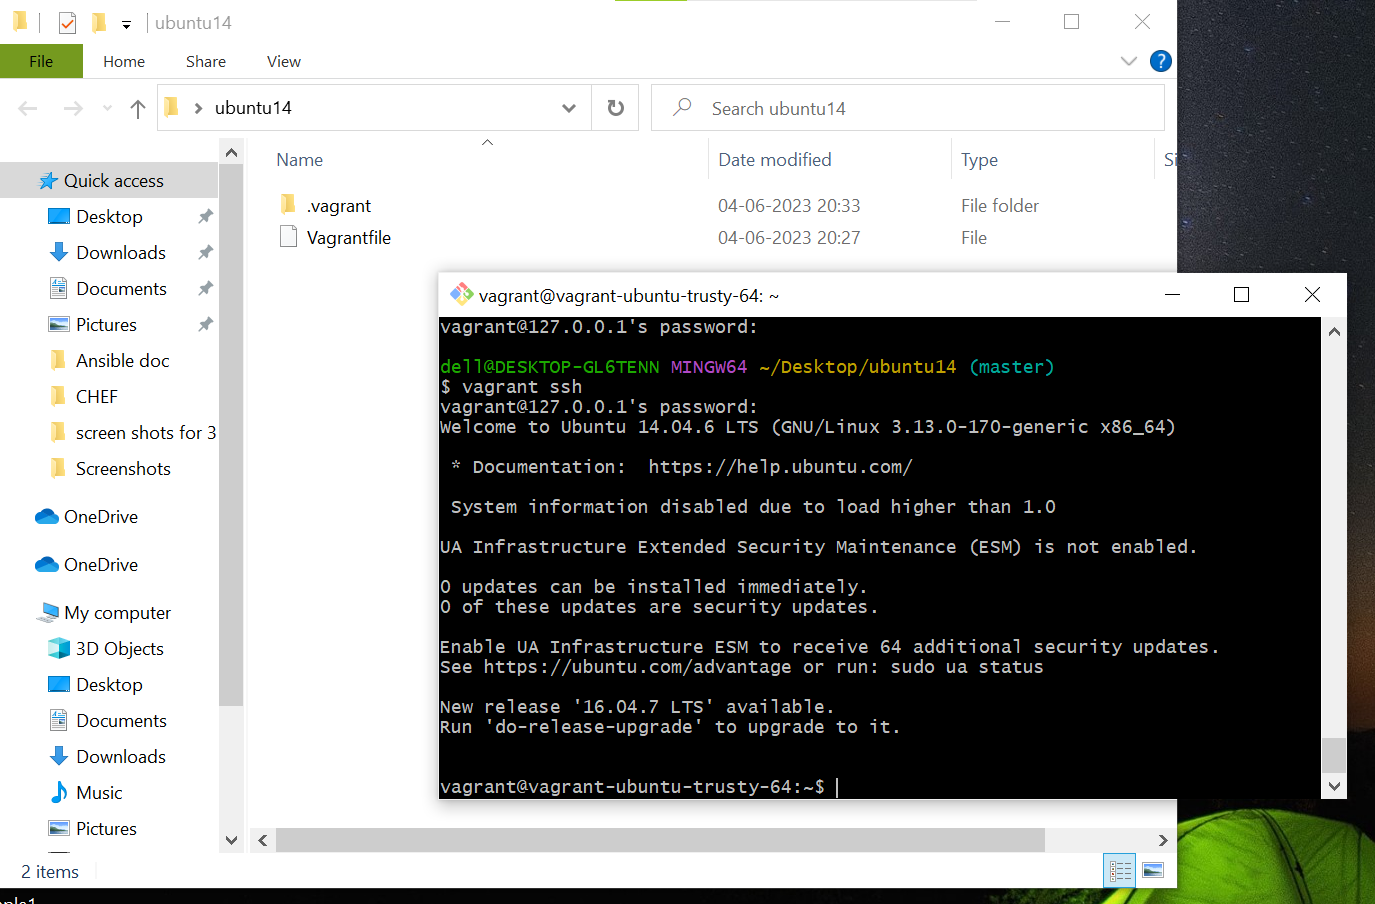 ubuntu14
File Home Share View
ubuntu14
Search ubuntu14
Name Date modified Type
.vagrant 04-06-2023 20:33 File folder
Vagrantfile 04-06-2023 20:27 File
Quick access
Desktop
Downloads
Documents
Pictures
Ansible doc
CHEF
screen shots for 3
Screenshots
OneDrive
OneDrive
My computer
3D Objects
Desktop
Documents
Downloads
Music
Pictures
2 items
vagrant@vagrant-ubuntu-trusty-64: ~
vagrant@127.0.0.1's password:
dell@DESKTOP-GL6TENN MINGW64 ~/Desktop/ubuntu14 (master)
$ vagrant ssh
vagrant@127.0.0.1's password:
Welcome to Ubuntu 14.04.6 LTS (GNU/Linux 3.13.0-170-generic x86_64)
* Documentation: https://help.ubuntu.com/
System information disabled due to load higher than 1.0
UA Infrastructure Extended Security Maintenance (ESM) is not enabled.
0 updates can be installed immediately.
0 of these updates are security updates.
Enable UA Infrastructure ESM to receive 64 additional security updates.
See https://ubuntu.com/advantage or run: sudo ua status
New release '16.04.7 LTS' available.
Run 'do-release-upgrade' to upgrade to it.
vagrant@vagrant-ubuntu-trusty-64:~$